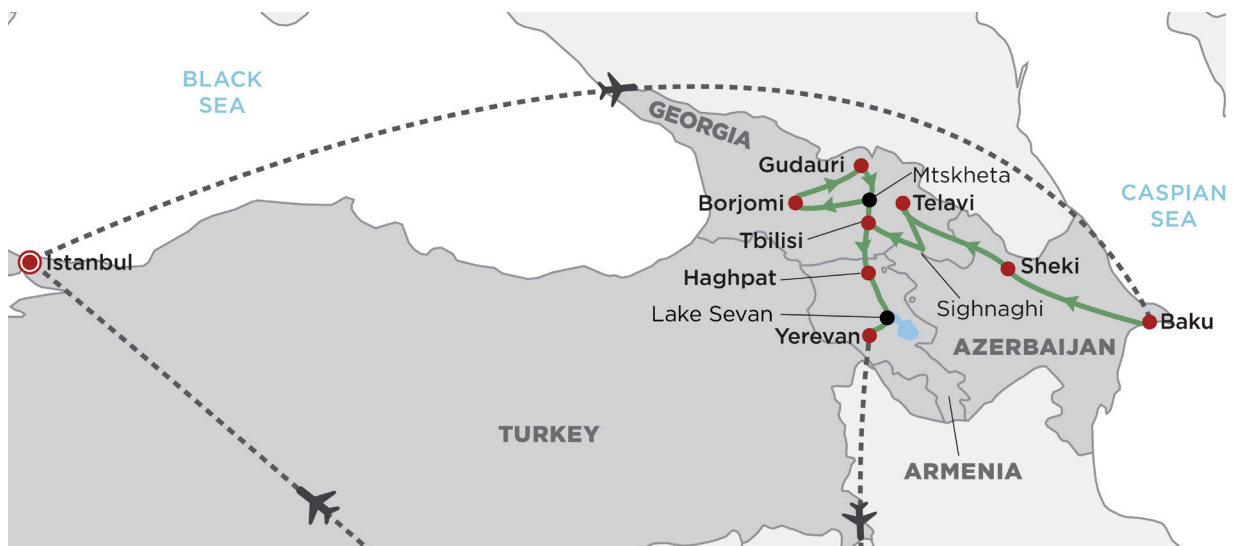 BLACK
SEA
GEORGIA
Gudauri
Mtskheta
Borjomi
Telavi
CASPIAN
SEA
Tbilisi
Istanbul
Haghpat
Sheki
Lake Sevan
Sighnaghi
Yerevan
Baku
AZERBAIJAN
TURKEY
ARMENIA